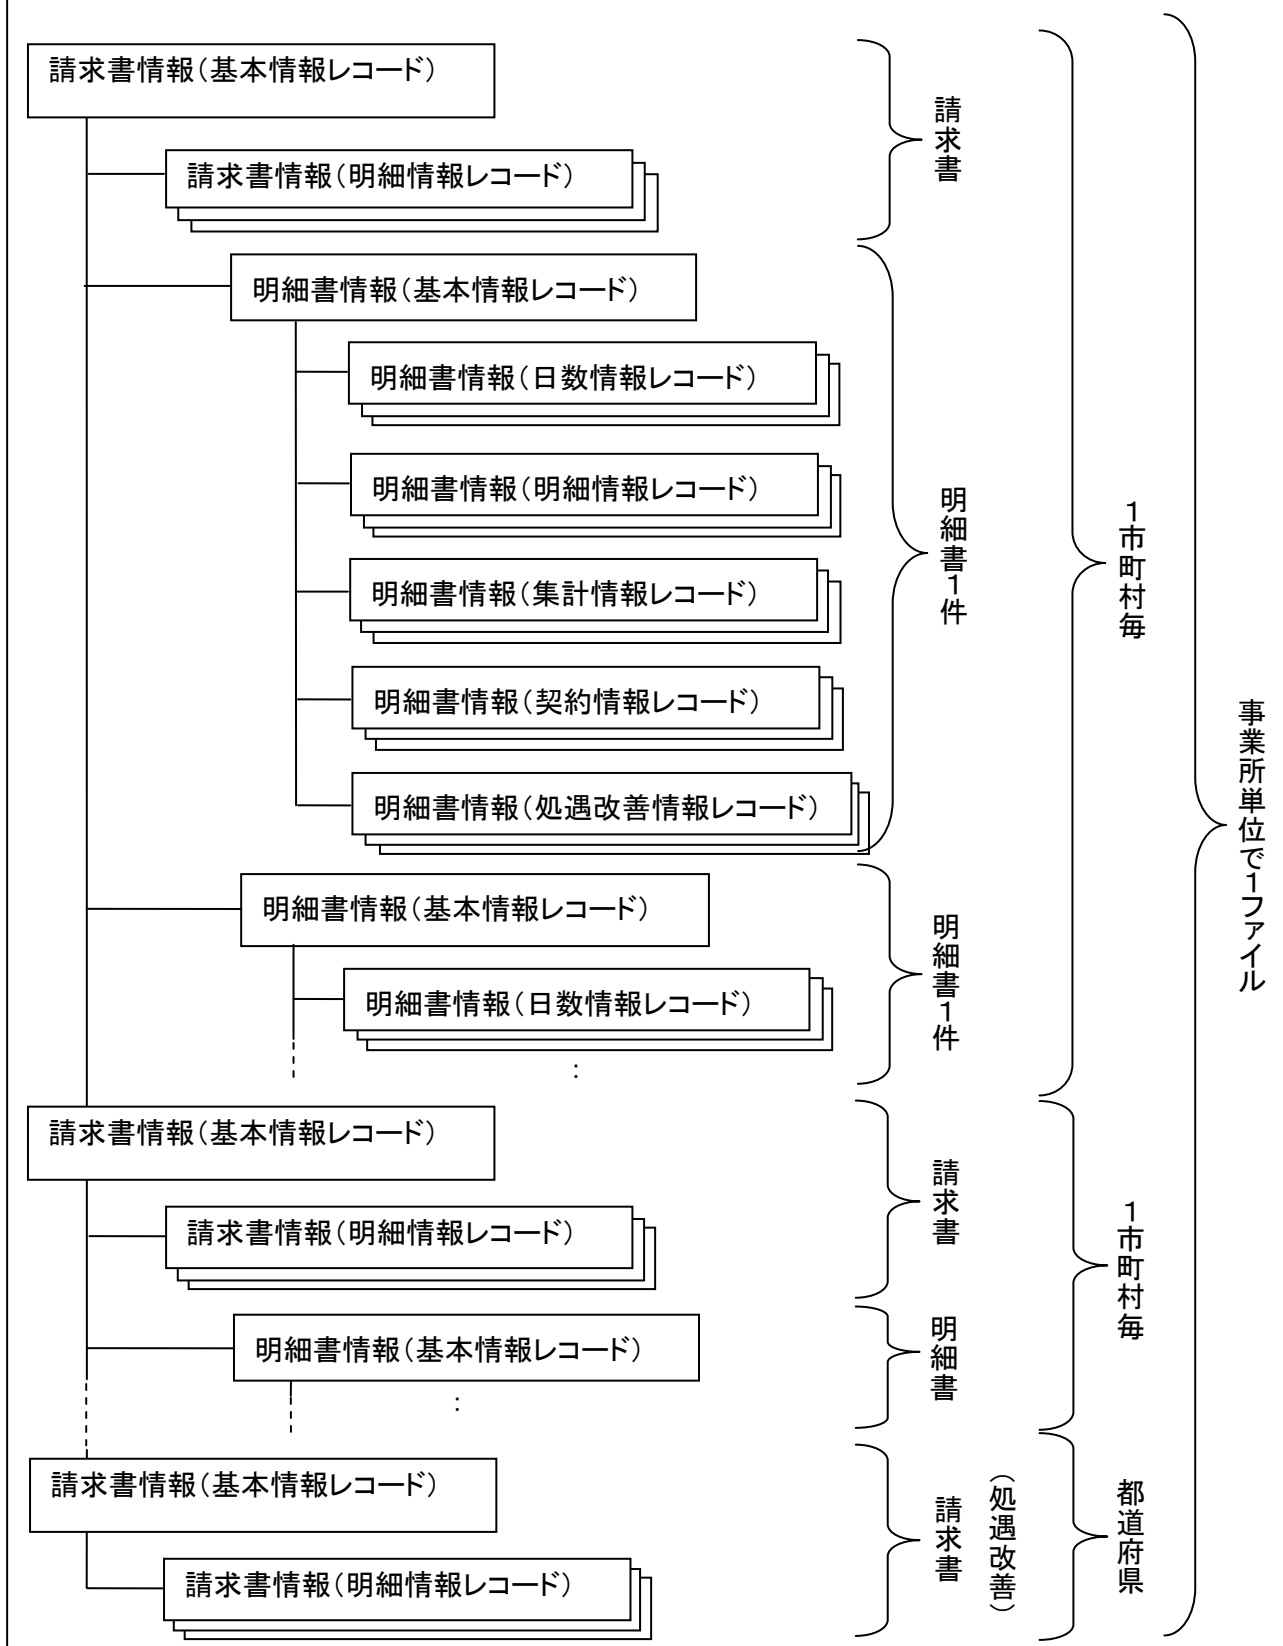 請求書情報（基本情報レコード）
請求書情報（明細情報レコード）
請求書
明細書情報（基本情報レコード）
明細書情報（日数情報レコード）
明細書情報（明細情報レコード）
明細書情報（集計情報レコード）
明細書情報（契約情報レコード）
明細書情報（処遇改善情報レコード）
明細書１件
１市町村毎
明細書情報（基本情報レコード）
明細書情報（日数情報レコード）
：
明細書１件
事業所単位で１ファイル
請求書情報（基本情報レコード）
請求書情報（明細情報レコード）
請求書
明細書情報（基本情報レコード）
：
明細書
１市町村毎
請求書情報（基本情報レコード）
請求書情報（明細情報レコード）
請求書
（処遇改善）
都道府県